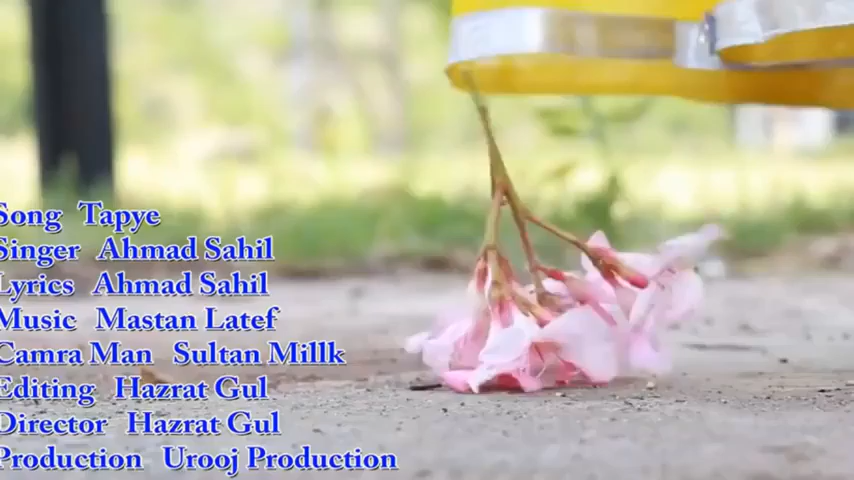 Song Tapye
Singer Ahmad Sahil
Lyrics Ahmad Sahil
Music Mastan Latef
Camra Man Sultan Millk
Editing Hazrat Gul
Director Hazrat Gul
Production Urooj Production